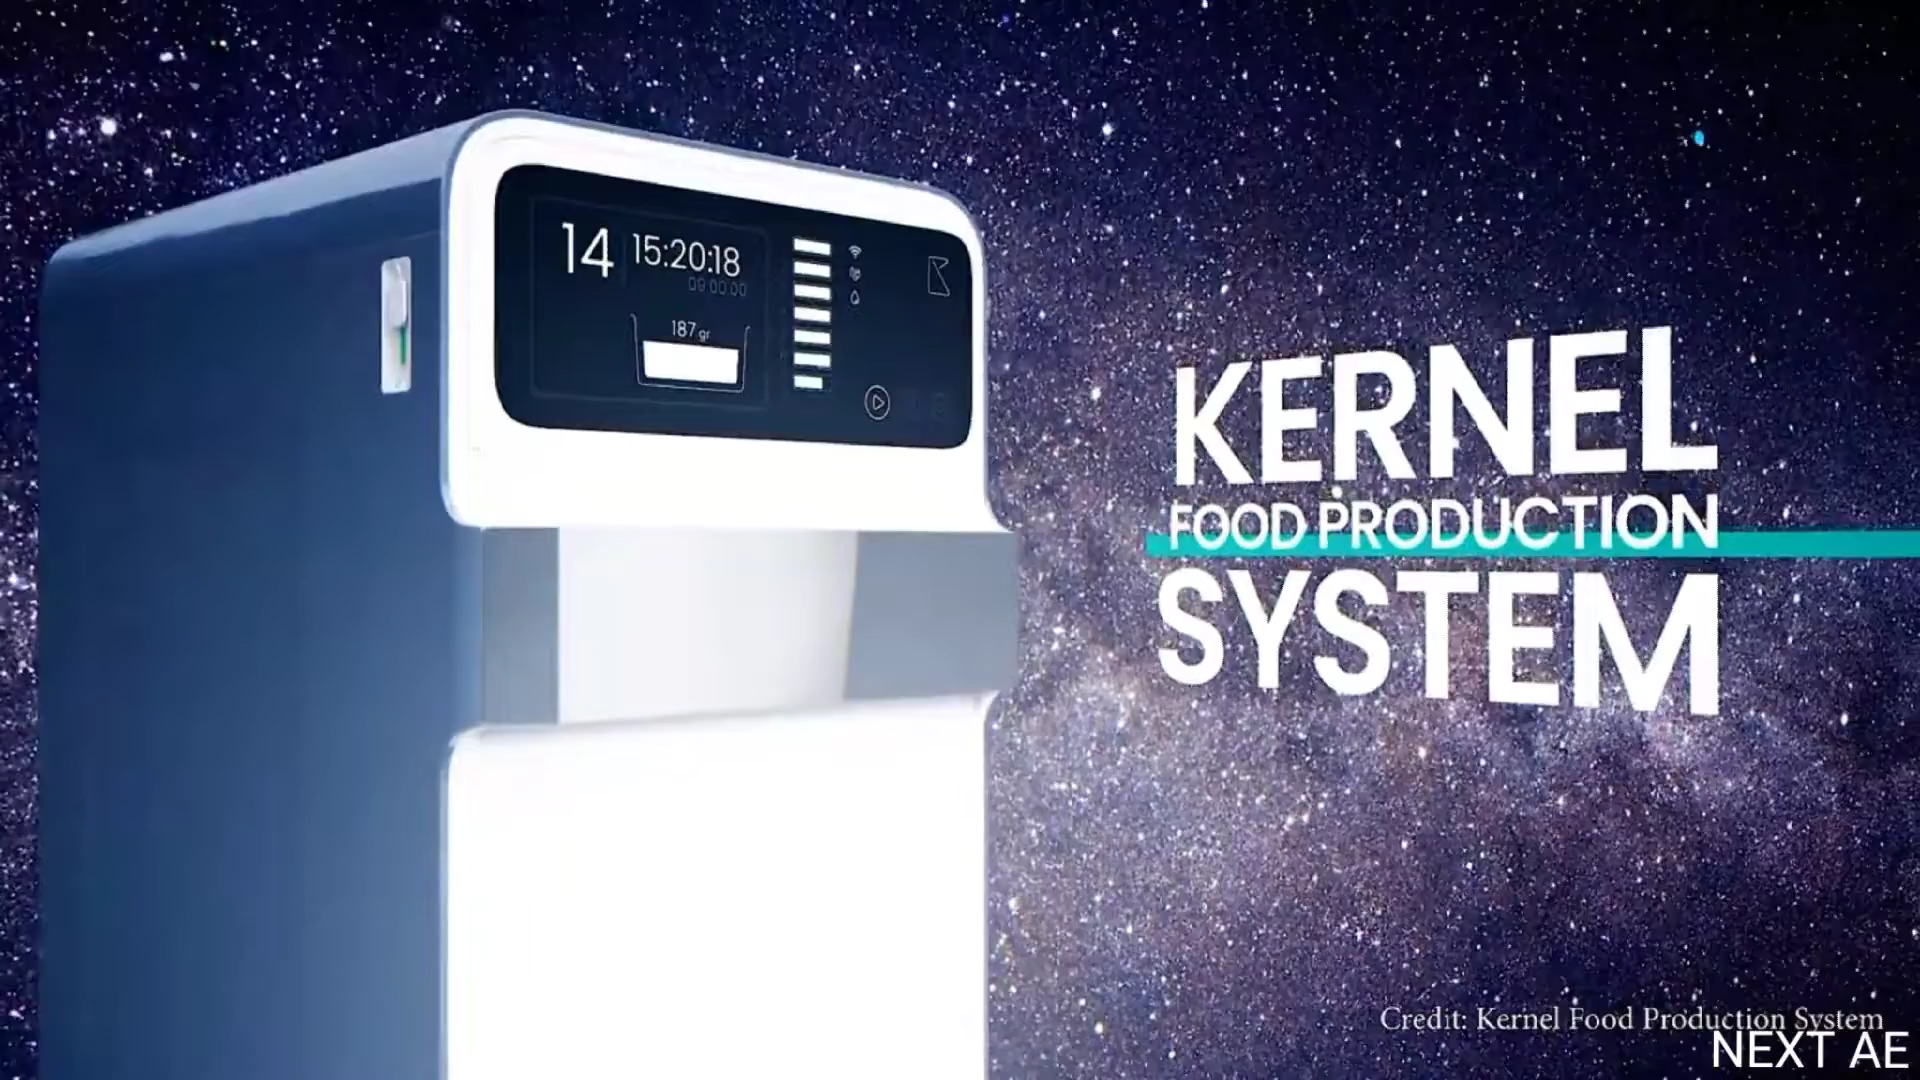 14 15:20:18
09:00:00
187 gr
KERNEL
FOOD PRODUCTION
SYSTEM
Credit: Kernel Food Production System
NEXT AE